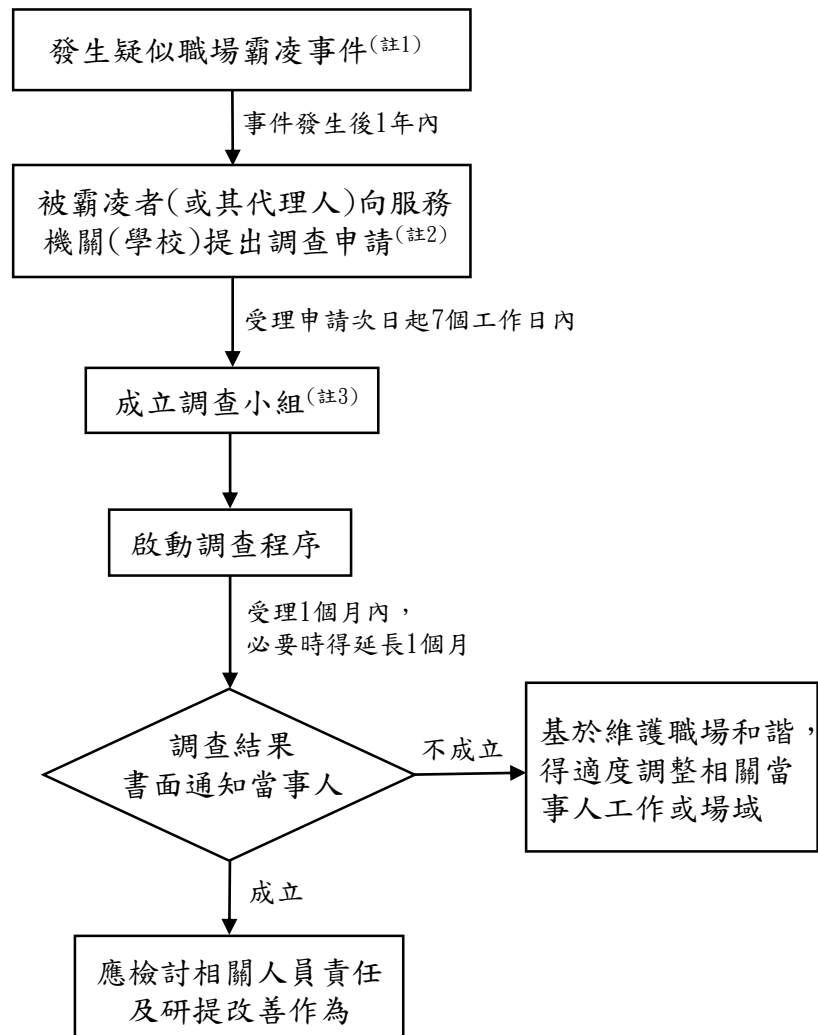 發生疑似職場霸凌事件(註1)
事件發生後1年內
被霸凌者(或其代理人)向服務
機關(學校)提出調查申請(註2)
受理申請次日起7個工作日內
成立調查小組(註3)
啟動調查程序
受理1個月內，
必要時得延長1個月
調查結果
書面通知當事人
不成立
基於維護職場和諧，
得適度調整相關當
事人工作或場域
成立
應檢討相關人員責任
及研提改善作為